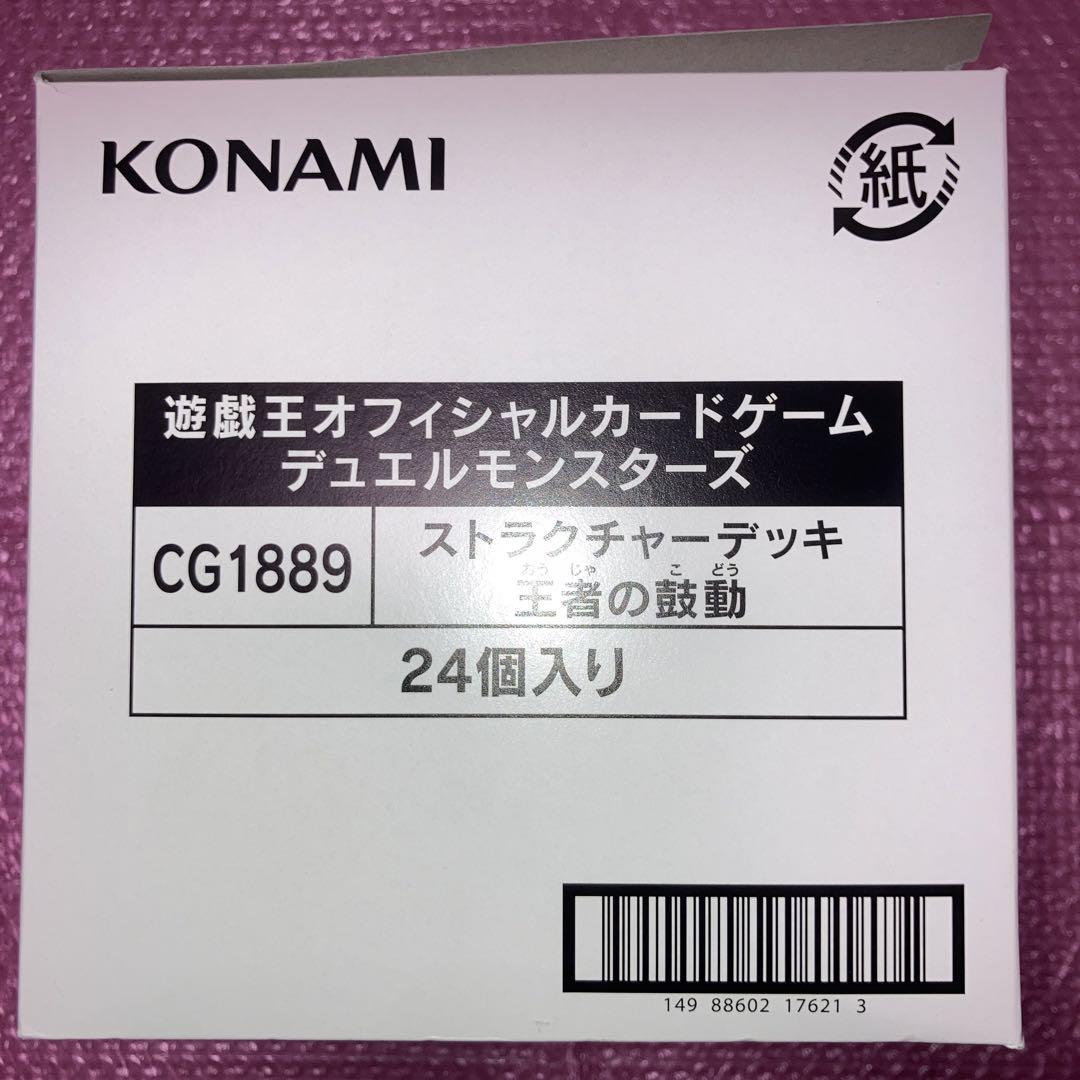 KONAMI
紙
遊戯王オフィシャルカードゲーム
デュエルモンスターズ
CG1889
ストラクチャーデッキ
おう じゃ こ どう
王者の鼓動
24個入り
149 88602 17621 3